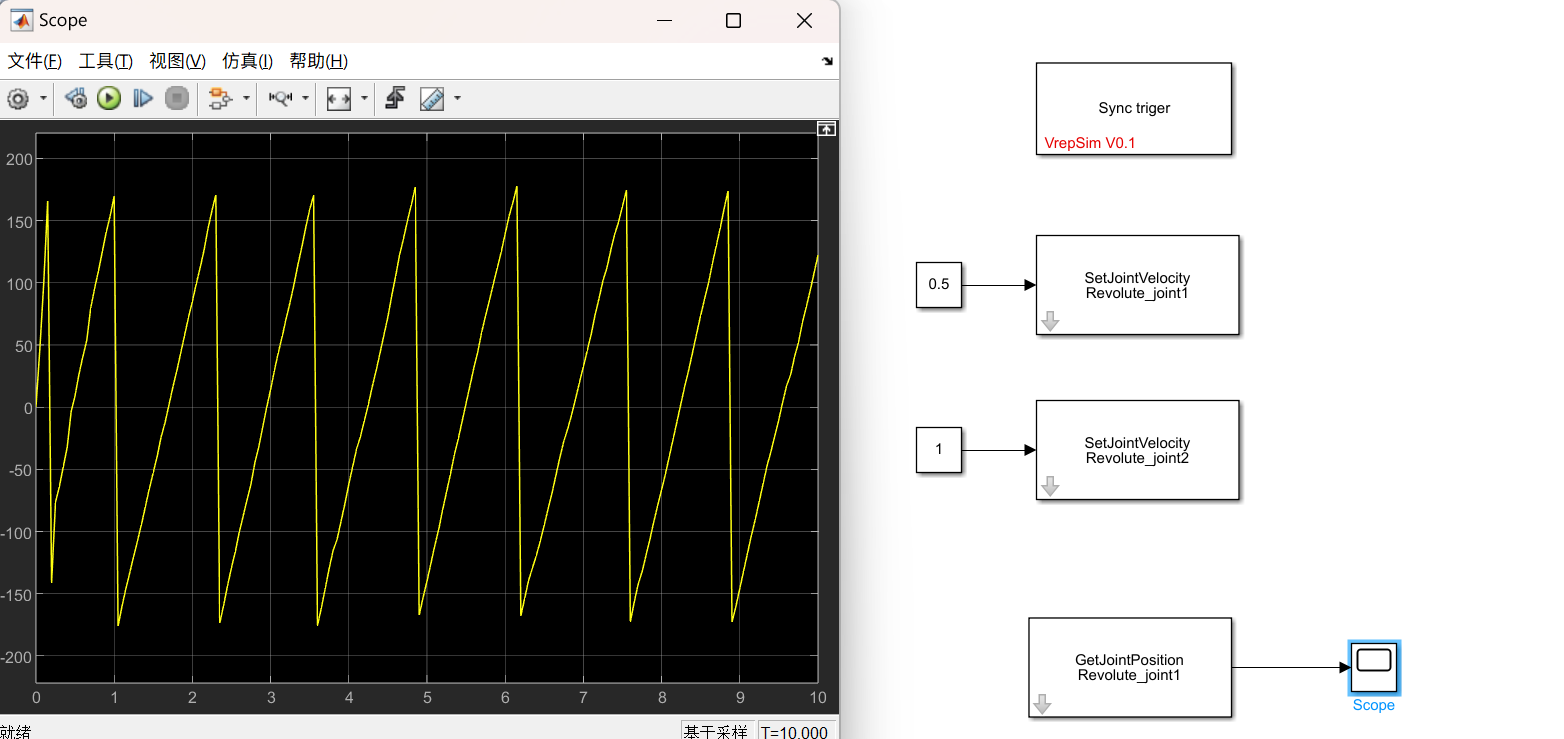 Scope
文件(F) 工具(T) 视图(V) 仿真(I) 帮助(H)
200
150
100
50
0
-50
-100
-150
-200
0 1 2 3 4 5 6 7 8 9 10
就绪
基于采样 T=10.000
Sync triger
VrepSim V0.1
0.5
SetJointVelocity
Revolute_joint1
1
SetJointVelocity
Revolute_joint2
GetJointPosition
Revolute_joint1
Scope